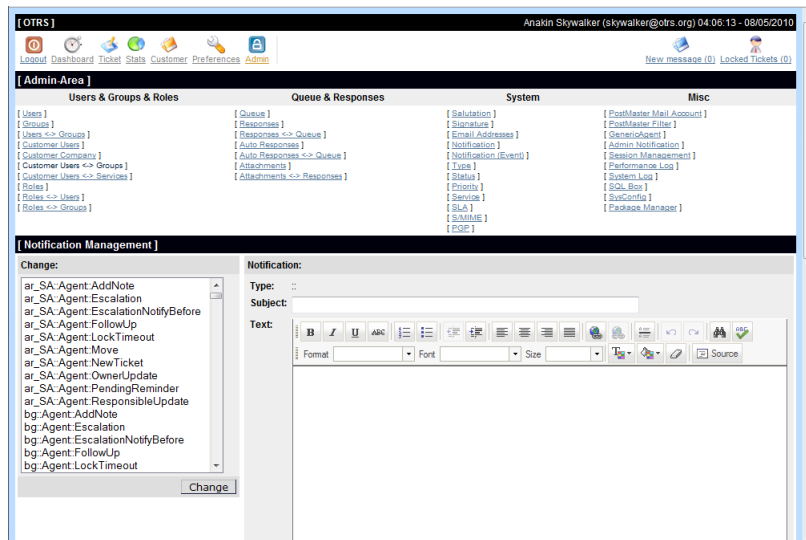 [ OTRS ] Anakin Skywalker (skywalker@otrs.org) 04:06:13 - 08/05/2010
Logout Dashboard Ticket Stats Customer Preferences Admin New message (0) Locked Tickets (0)
[ Admin-Area ]
Users & Groups & Roles Queue & Responses System Misc
[ Users ] [ Queue ] [ Salutation ] [ PostMaster Mail Account ]
[ Groups ] [ Responses ] [ Signature ] [ PostMaster Filter ]
[ Users <-> Groups ] [ Responses <-> Queue ] [ Email Addresses ] [ GenericAgent ]
[ Customer Users ] [ Auto Responses ] [ Notification ] [ Admin Notification ]
[ Customer Company ] [ Auto Responses <-> Queue ] [ Notification (Event) ] [ Session Management ]
[ Customer Users <-> Groups ] [ Attachments ] [ Type ] [ Performance Log ]
[ Customer Users <-> Services ] [ Attachments <-> Responses ] [ Status ] [ System Log ]
[ Roles ] [ Priority ] [ SQL Box ]
[ Roles <-> Users ] [ Service ] [ SysConfig ]
[ Roles <-> Groups ] [ SLA ] [ Package Manager ]
[ S/MIME ]
[ PGP ]
[ Notification Management ]
Change: Notification:
ar_SA::Agent::AddNote
ar_SA::Agent::Escalation
ar_SA::Agent::EscalationNotifyBefore
ar_SA::Agent::FollowUp
ar_SA::Agent::LockTimeout
ar_SA::Agent::Move
ar_SA::Agent::NewTicket
ar_SA::Agent::OwnerUpdate
ar_SA::Agent::PendingReminder
ar_SA::Agent::ResponsibleUpdate
bg::Agent::AddNote
bg::Agent::Escalation
bg::Agent::EscalationNotifyBefore
bg::Agent::FollowUp
bg::Agent::LockTimeout
Change
Type: ::
Subject:
Text:
B I U ABC
Format Font Size Source